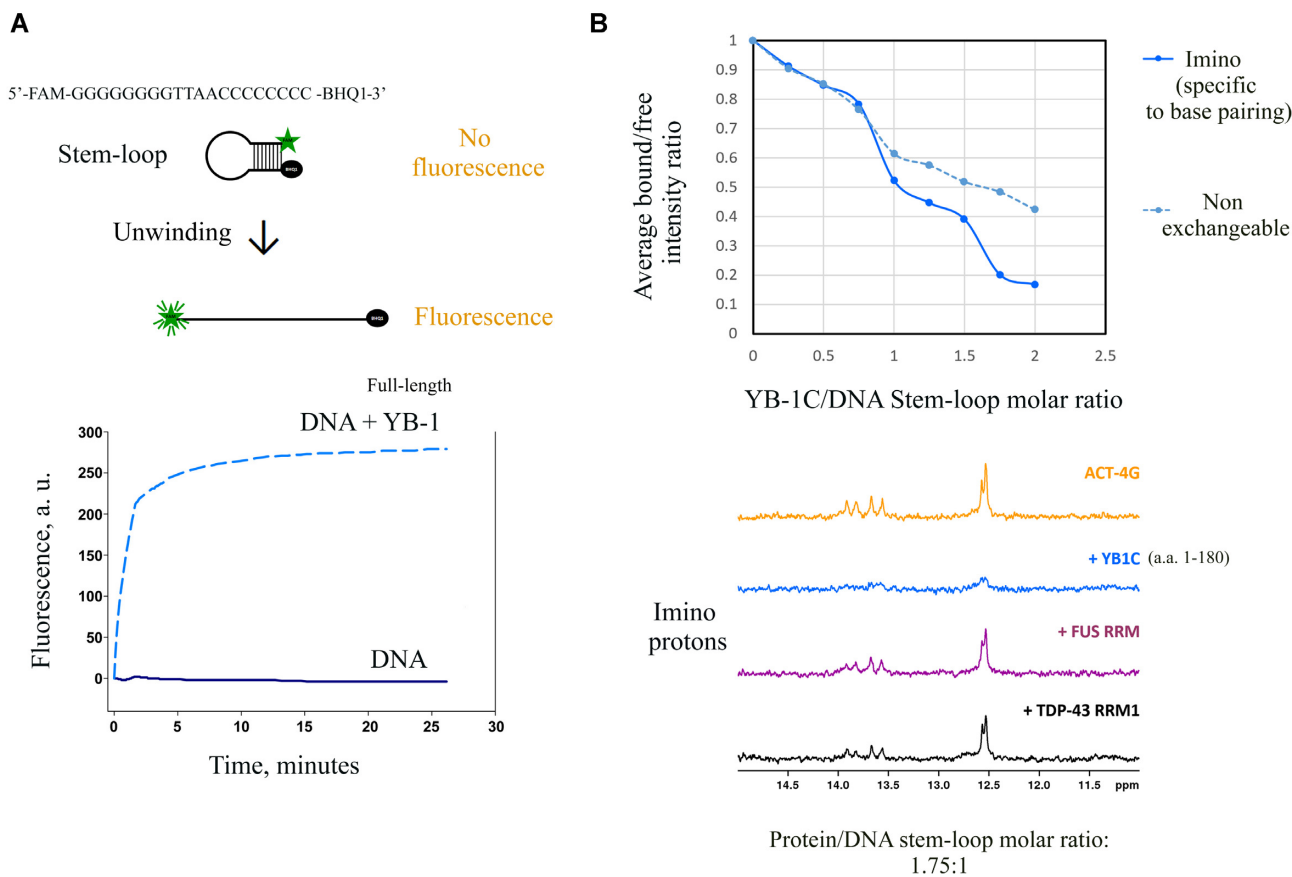 A
5’-FAM-GGGGGGGGTTAACCCCCCCC -BHQ1-3’
Stem-loop
No
fluorescence
BHQ1
Unwinding
Fluorescence
BHQ1
Full-length
DNA + YB-1
DNA
Fluorescence, a. u.
300
250
200
150
100
50
0
0 5 10 15 20 25 30
Time, minutes
B
Average bound/free
intensity ratio
1
0.9
0.8
0.7
0.6
0.5
0.4
0.3
0.2
0.1
0
0 0.5 1 1.5 2 2.5
YB-1C/DNA Stem-loop molar ratio
Imino
(specific
to base pairing)
Non
exchangeable
Imino
protons
ACT-4G
+ YB1C (a.a. 1-180)
+ FUS RRM
+ TDP-43 RRM1
14.5 14.0 13.5 13.0 12.5 12.0 11.5 ppm
Protein/DNA stem-loop molar ratio:
1.75:1